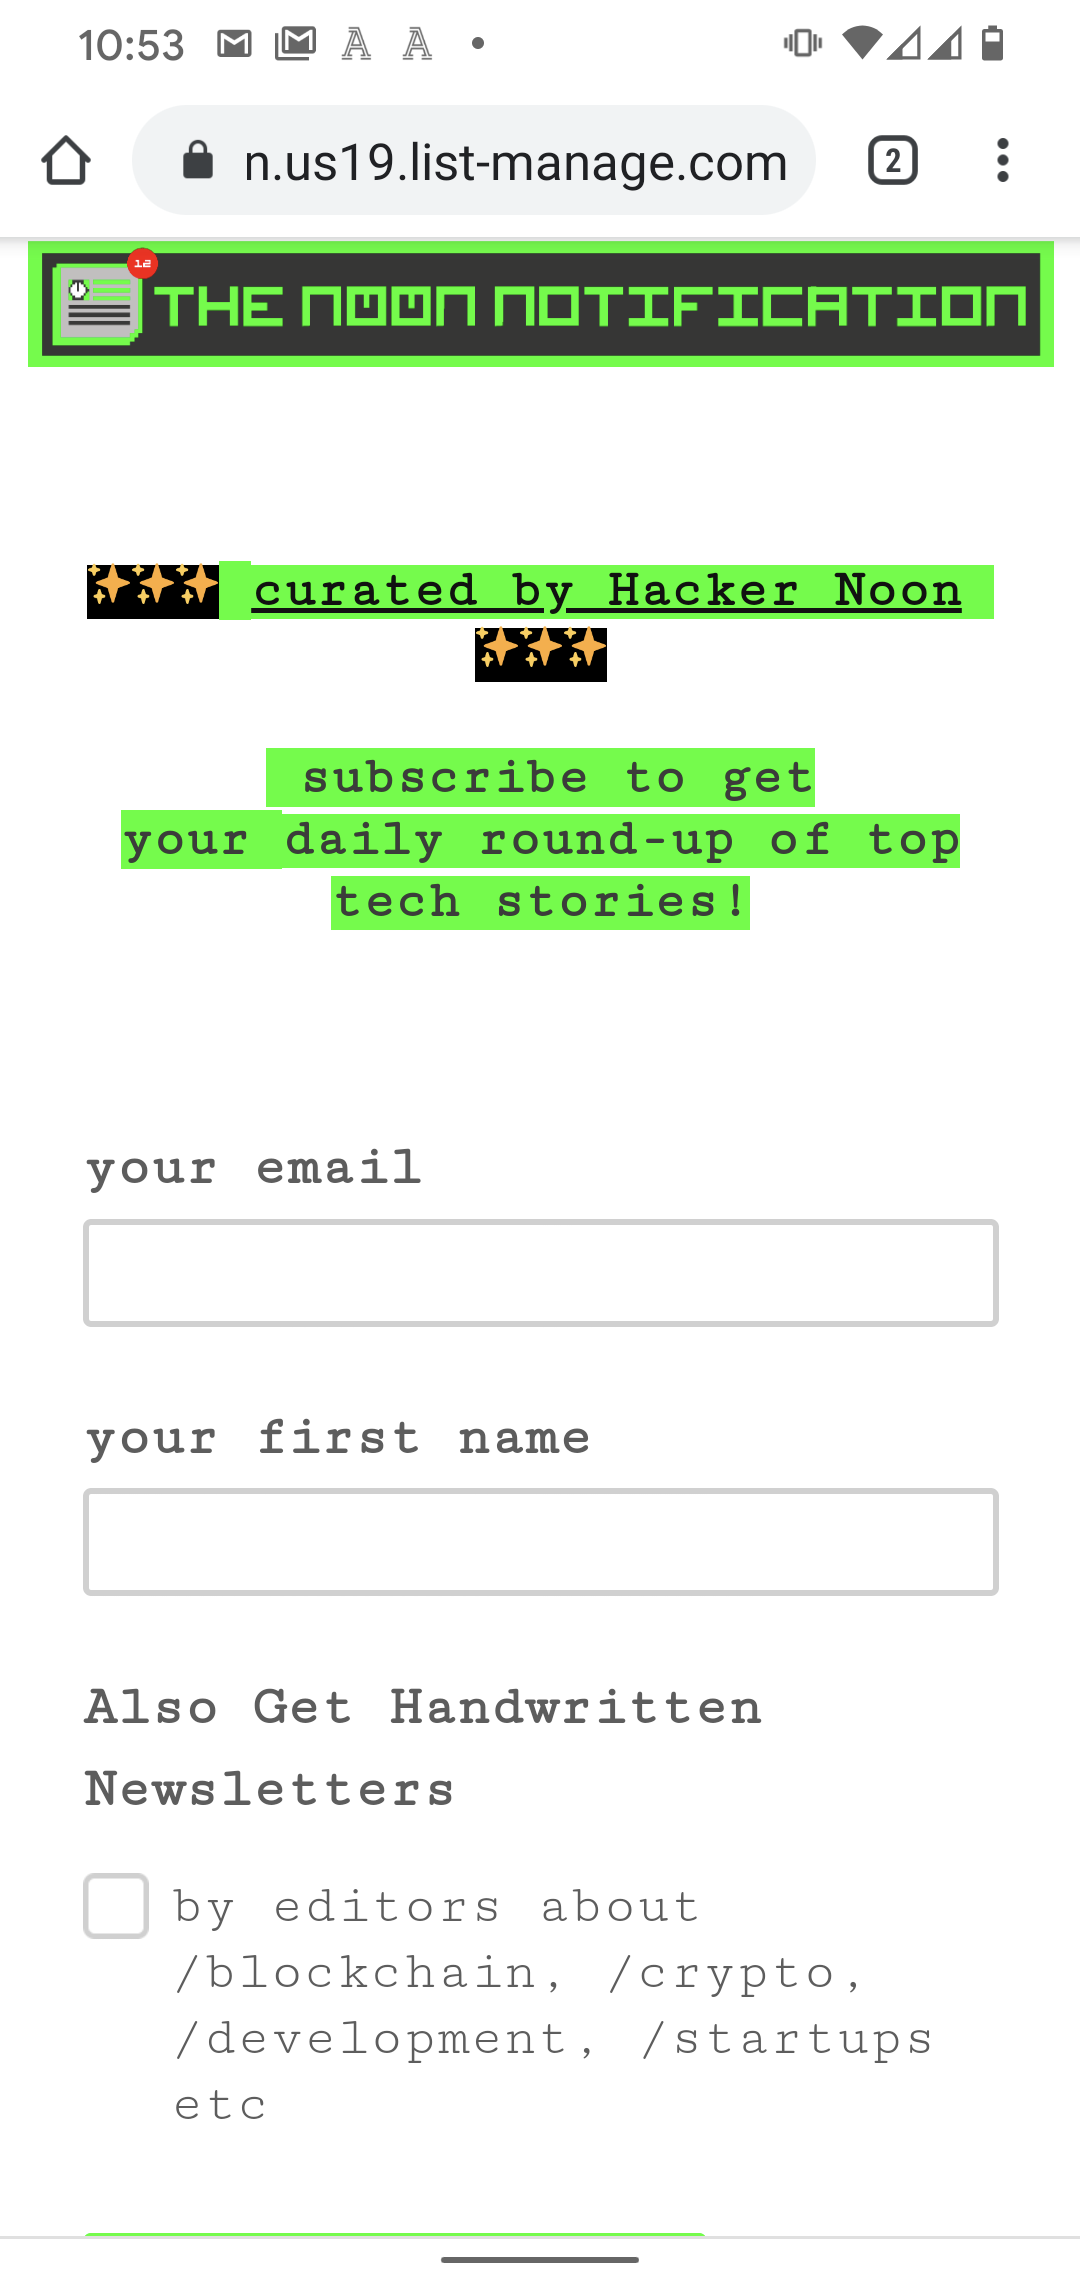 10:53
n.us19.list-manage.com
2
12
THE NOON NOTIFICATION
curated by Hacker Noon
subscribe to get
your daily round-up of top
tech stories!
your email
your first name
Also Get Handwritten
Newsletters
by editors about
/blockchain, /crypto,
/development, /startups
etc